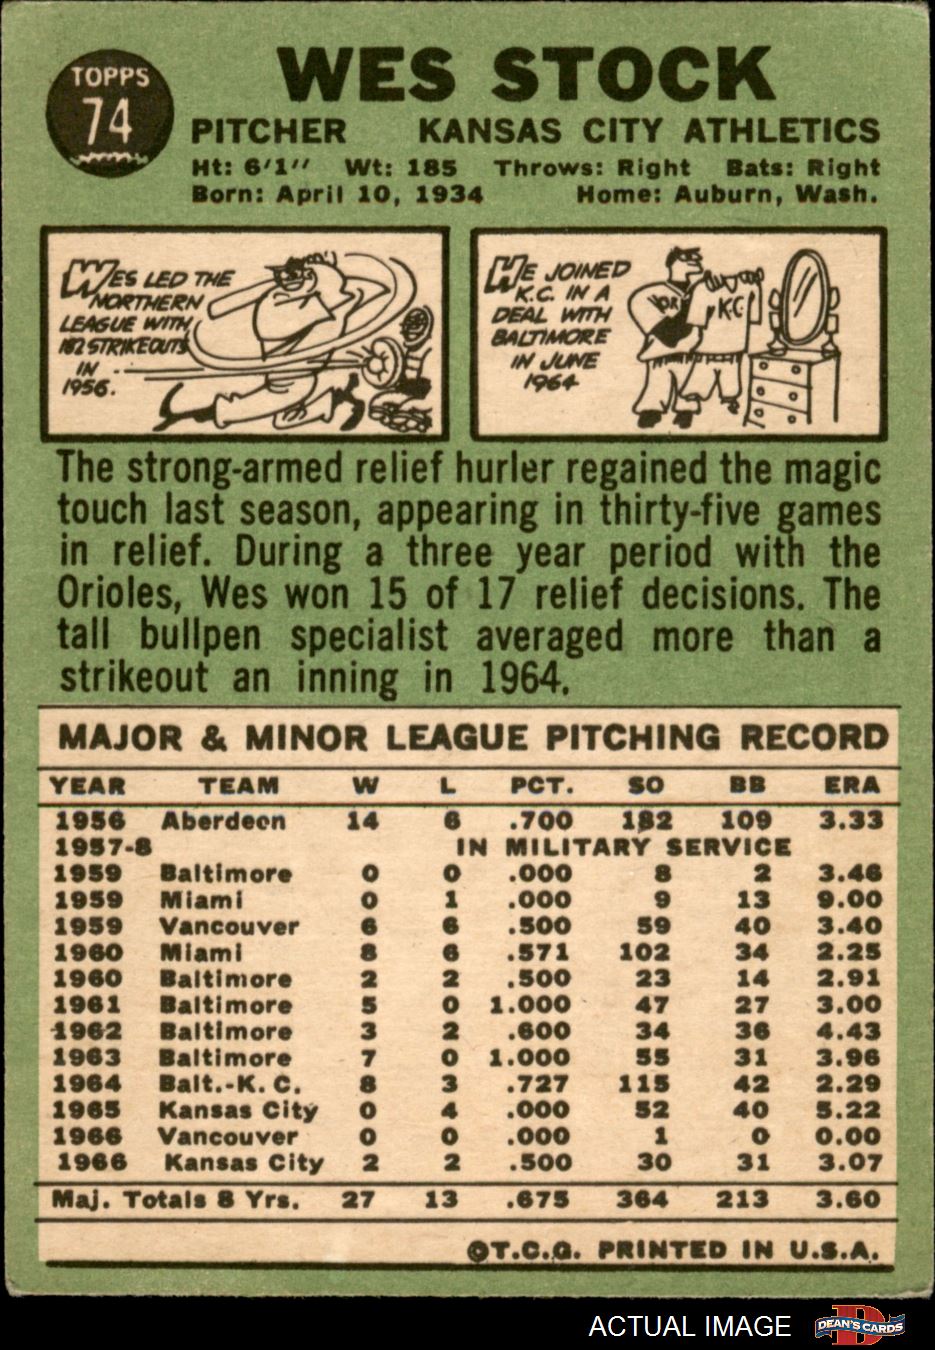 TOPPS
74
WES STOCK
PITCHER KANSAS CITY ATHLETICS
Ht: 6'1" Wt: 185 Throws: Right Bats: Right
Born: April 10, 1934 Home: Auburn, Wash.
WES LED THE
NORTHERN
LEAGUE WITH
182 STRIKEOUTS
IN
1956.
HE JOINED
K.C. IN A
DEAL WITH
BALTIMORE
IN JUNE
1964
K-C
The strong-armed relief hurler regained the magic
touch last season, appearing in thirty-five games
in relief. During a three year period with the
Orioles, Wes won 15 of 17 relief decisions. The
tall bullpen specialist averaged more than a
strikeout an inning in 1964.
MAJOR & MINOR LEAGUE PITCHING RECORD
YEAR TEAM W L PCT. SO BB ERA
1956 Aberdeen 14 6 .700 182 109 3.33
1957-8 IN MILITARY SERVICE
1959 Baltimore 0 0 .000 8 2 3.46
1959 Miami 0 1 .000 9 13 9.00
1959 Vancouver 6 6 .500 59 40 3.40
1960 Miami 8 6 .571 102 34 2.25
1960 Baltimore 2 2 .500 23 14 2.91
1961 Baltimore 5 0 1.000 47 27 3.00
1962 Baltimore 3 2 .600 34 36 4.43
1963 Baltimore 7 0 1.000 55 31 3.96
1964 Balt.-K. C. 8 3 .727 115 42 2.29
1965 Kansas City 0 4 .000 52 40 5.22
1966 Vancouver 0 0 .000 1 0 0.00
1966 Kansas City 2 2 .500 30 31 3.07
Maj. Totals 8 Yrs. 27 13 .675 364 213 3.60
©T.C.G. PRINTED IN U.S.A.
ACTUAL IMAGE
DEAN'S CARDS